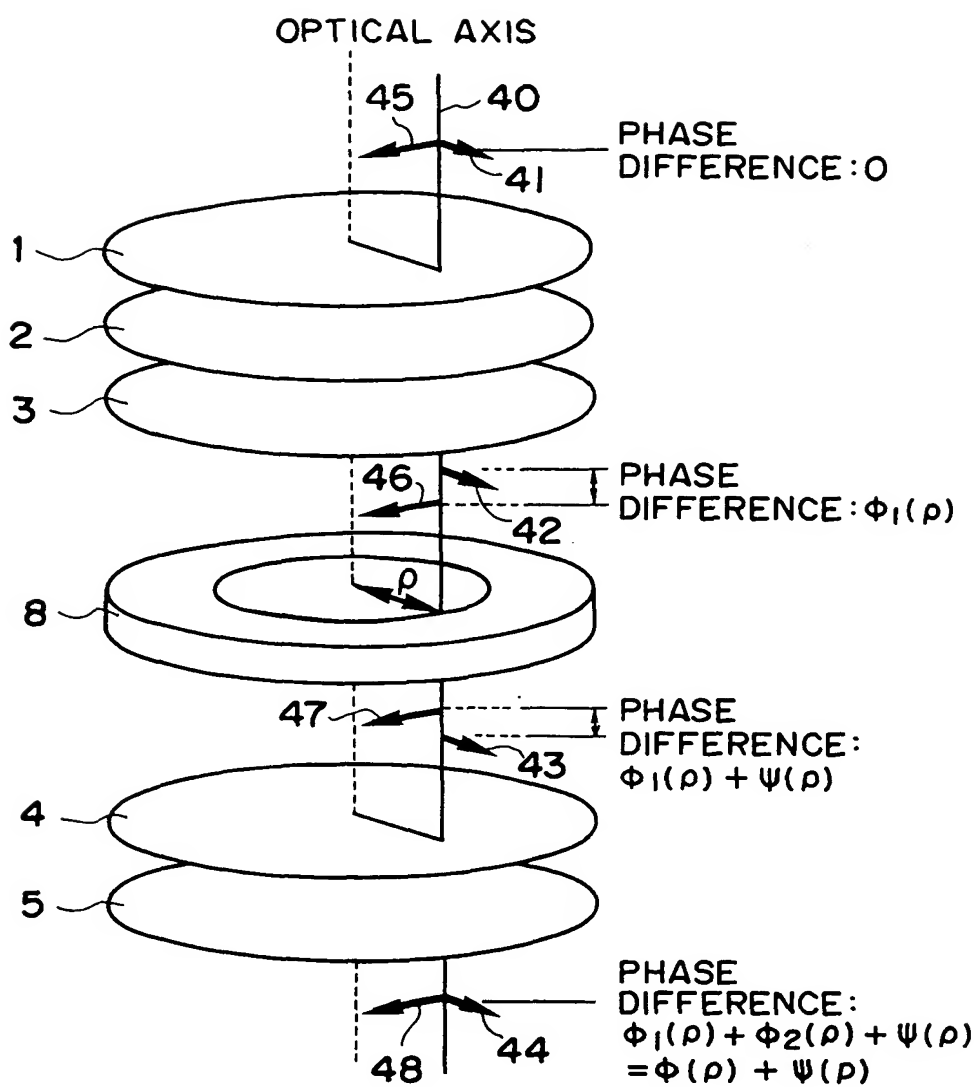 OPTICAL AXIS
45
40
PHASE
DIFFERENCE: 0
41
1
2
3
46
PHASE
DIFFERENCE: Φ₁(ρ)
42
ρ
8
47
PHASE
DIFFERENCE:
Φ₁(ρ) + Ψ(ρ)
43
4
5
PHASE
DIFFERENCE:
Φ₁(ρ) + Φ₂(ρ) + Ψ(ρ)
= Φ(ρ) + Ψ(ρ)
48
44